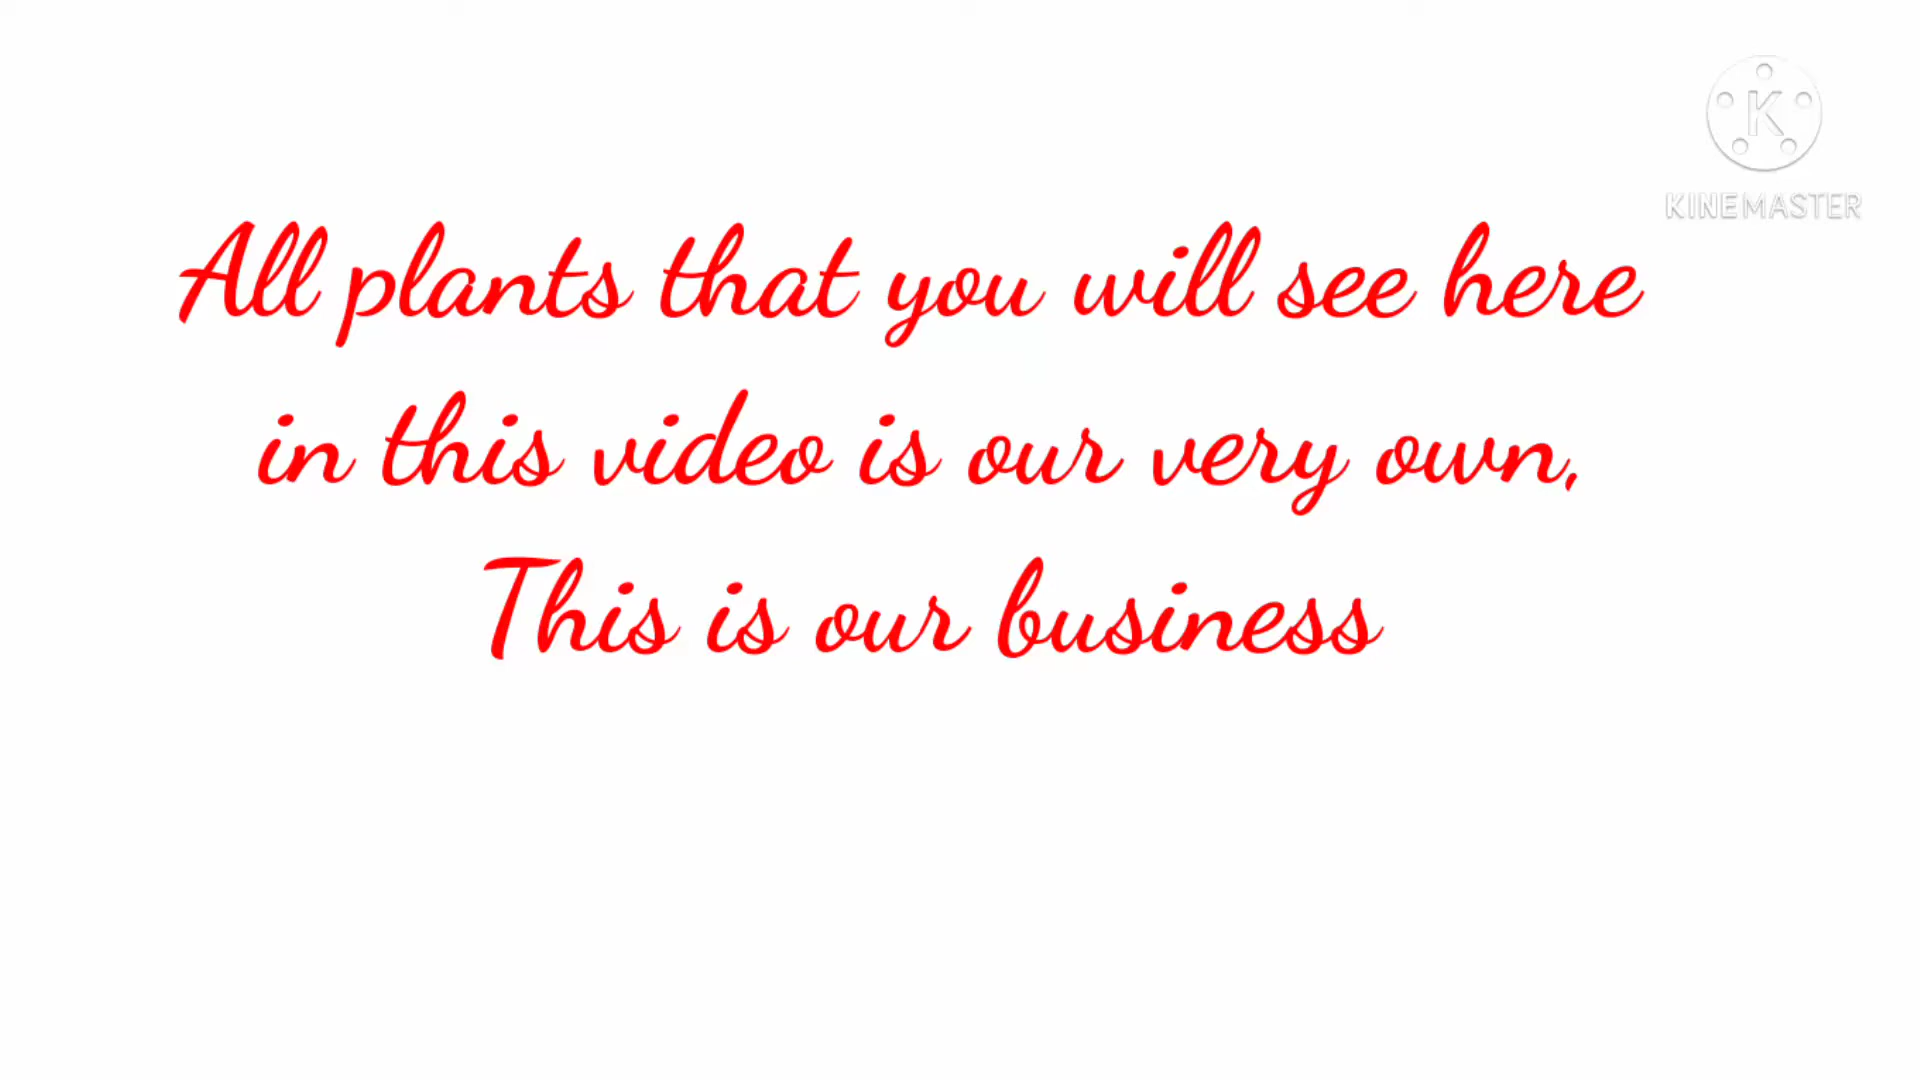 KINEMASTER
All plants that you will see here
in this video is our very own,
This is our business